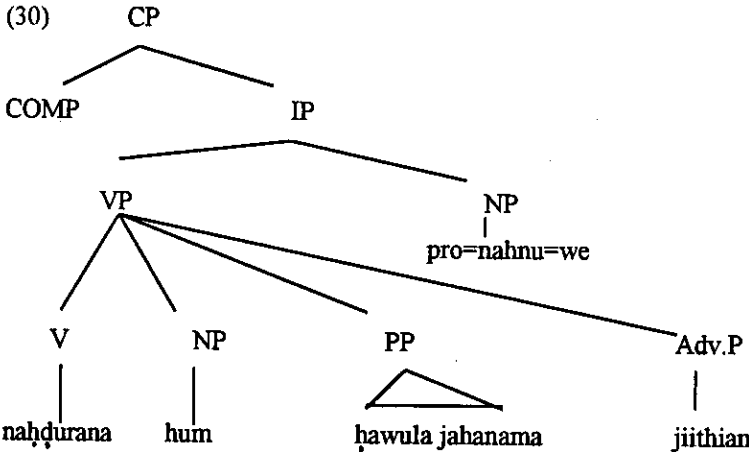 (30) CP
COMP IP
VP NP
pro=nahnu=we
V NP PP Adv.P
naḥḍurana hum ḥawula jahanama jiithian